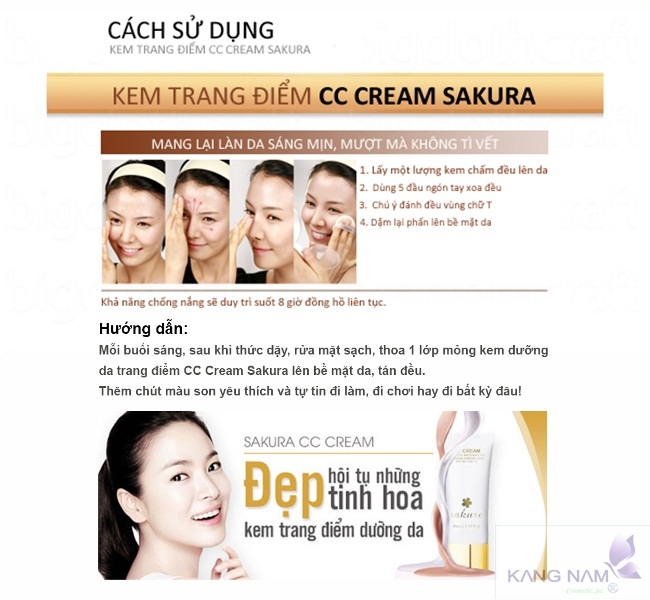 CÁCH SỬ DỤNG
KEM TRANG ĐIỂM CC CREAM SAKURA
KEM TRANG ĐIỂM CC CREAM SAKURA
MANG LẠI LÀN DA SÁNG MỊN, MƯỢT MÀ KHÔNG TÌ VẾT
1. Lấy một lượng kem chấm đều lên da
2. Dùng 5 đầu ngón tay xoa đều
3. Chú ý đánh đều vùng chữ T
4. Dặm lại phấn lên bề mặt da
Khả năng chống nắng sẽ duy trì suốt 8 giờ đồng hồ liên tục.
Hướng dẫn:
Mỗi buổi sáng, sau khi thức dậy, rửa mặt sạch, thoa 1 lớp mỏng kem dưỡng
da trang điểm CC Cream Sakura lên bề mặt da, tán đều.
Thêm chút màu son yêu thích và tự tin đi làm, đi chơi hay đi bất kỳ đâu!
SAKURA CC CREAM
Đẹp hội tụ những
tinh hoa
kem trang điểm dưỡng da
CREAM
sakura
KANG NAM
Cosmetic.,jsc ®